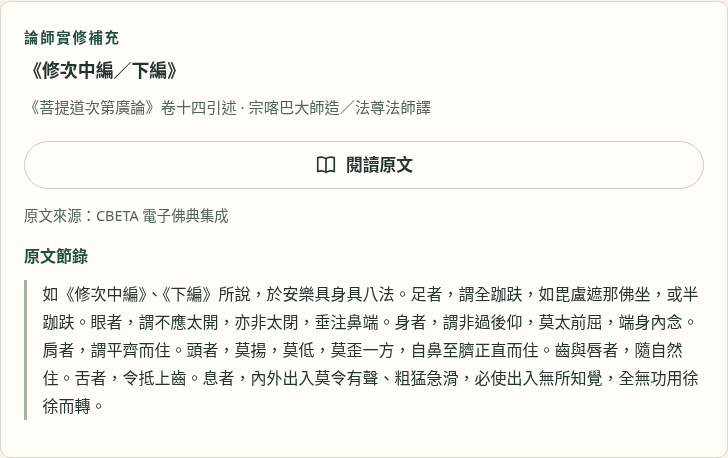 論師實修補充
《修次中編／下編》
《菩提道次第廣論》卷十四引述 · 宗喀巴大師造／法尊法師譯
閱讀原文
原文來源：CBETA 電子佛典集成
原文節錄
如《修次中編》、《下編》所說，於安樂具身具八法。足者，謂全跏趺，如毘盧遮那佛坐，或半
跏趺。眼者，謂不應太開，亦非太閉，垂注鼻端。身者，謂非過後仰，莫太前屈，端身內念。
肩者，謂平齊而住。頭者，莫揚，莫低，莫歪一方，自鼻至臍正直而住。齒與唇者，隨自然
住。舌者，令抵上齒。息者，內外出入莫令有聲、粗猛急滑，必使出入無所知覺，全無功用徐
徐而轉。